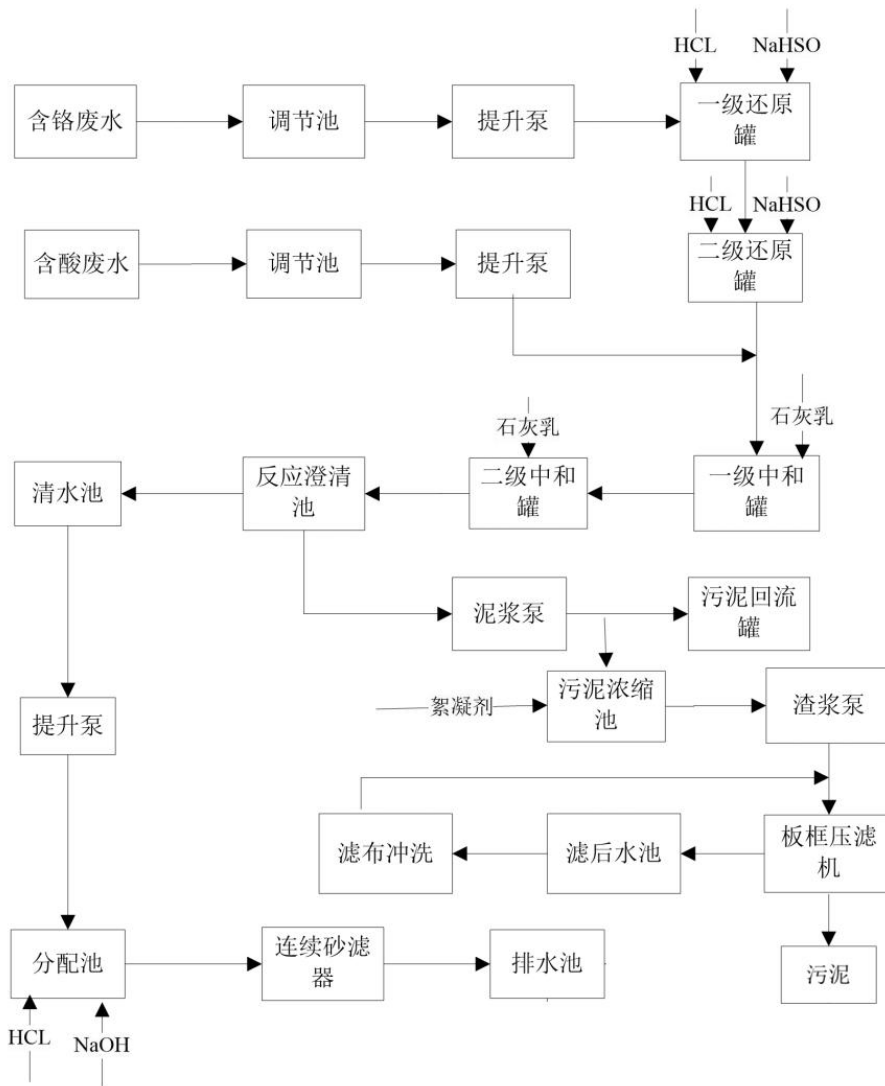 HCL
NaHSO
含铬废水
调节池
提升泵
一级还原
罐
HCL
NaHSO
含酸废水
调节池
提升泵
二级还原
罐
石灰乳
石灰乳
清水池
反应澄清
池
二级中和
罐
一级中和
罐
泥浆泵
污泥回流
罐
絮凝剂
污泥浓缩
池
渣浆泵
提升泵
滤布冲洗
滤后水池
板框压滤
机
分配池
连续砂滤
器
排水池
污泥
HCL
NaOH